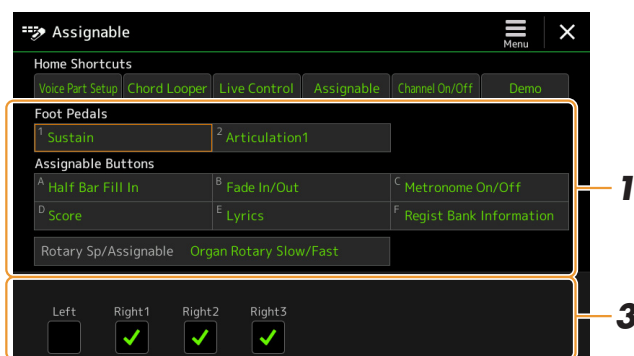 Assignable
Menu
Home Shortcuts
Voice Part Setup Chord Looper Live Control Assignable Channel On/Off Demo
Foot Pedals
1 Sustain 2 Articulation1
Assignable Buttons
A Half Bar Fill In B Fade In/Out C Metronome On/Off
1
D Score E Lyrics F Regist Bank Information
Rotary Sp/Assignable Organ Rotary Slow/Fast
Left Right1 Right2 Right3
3